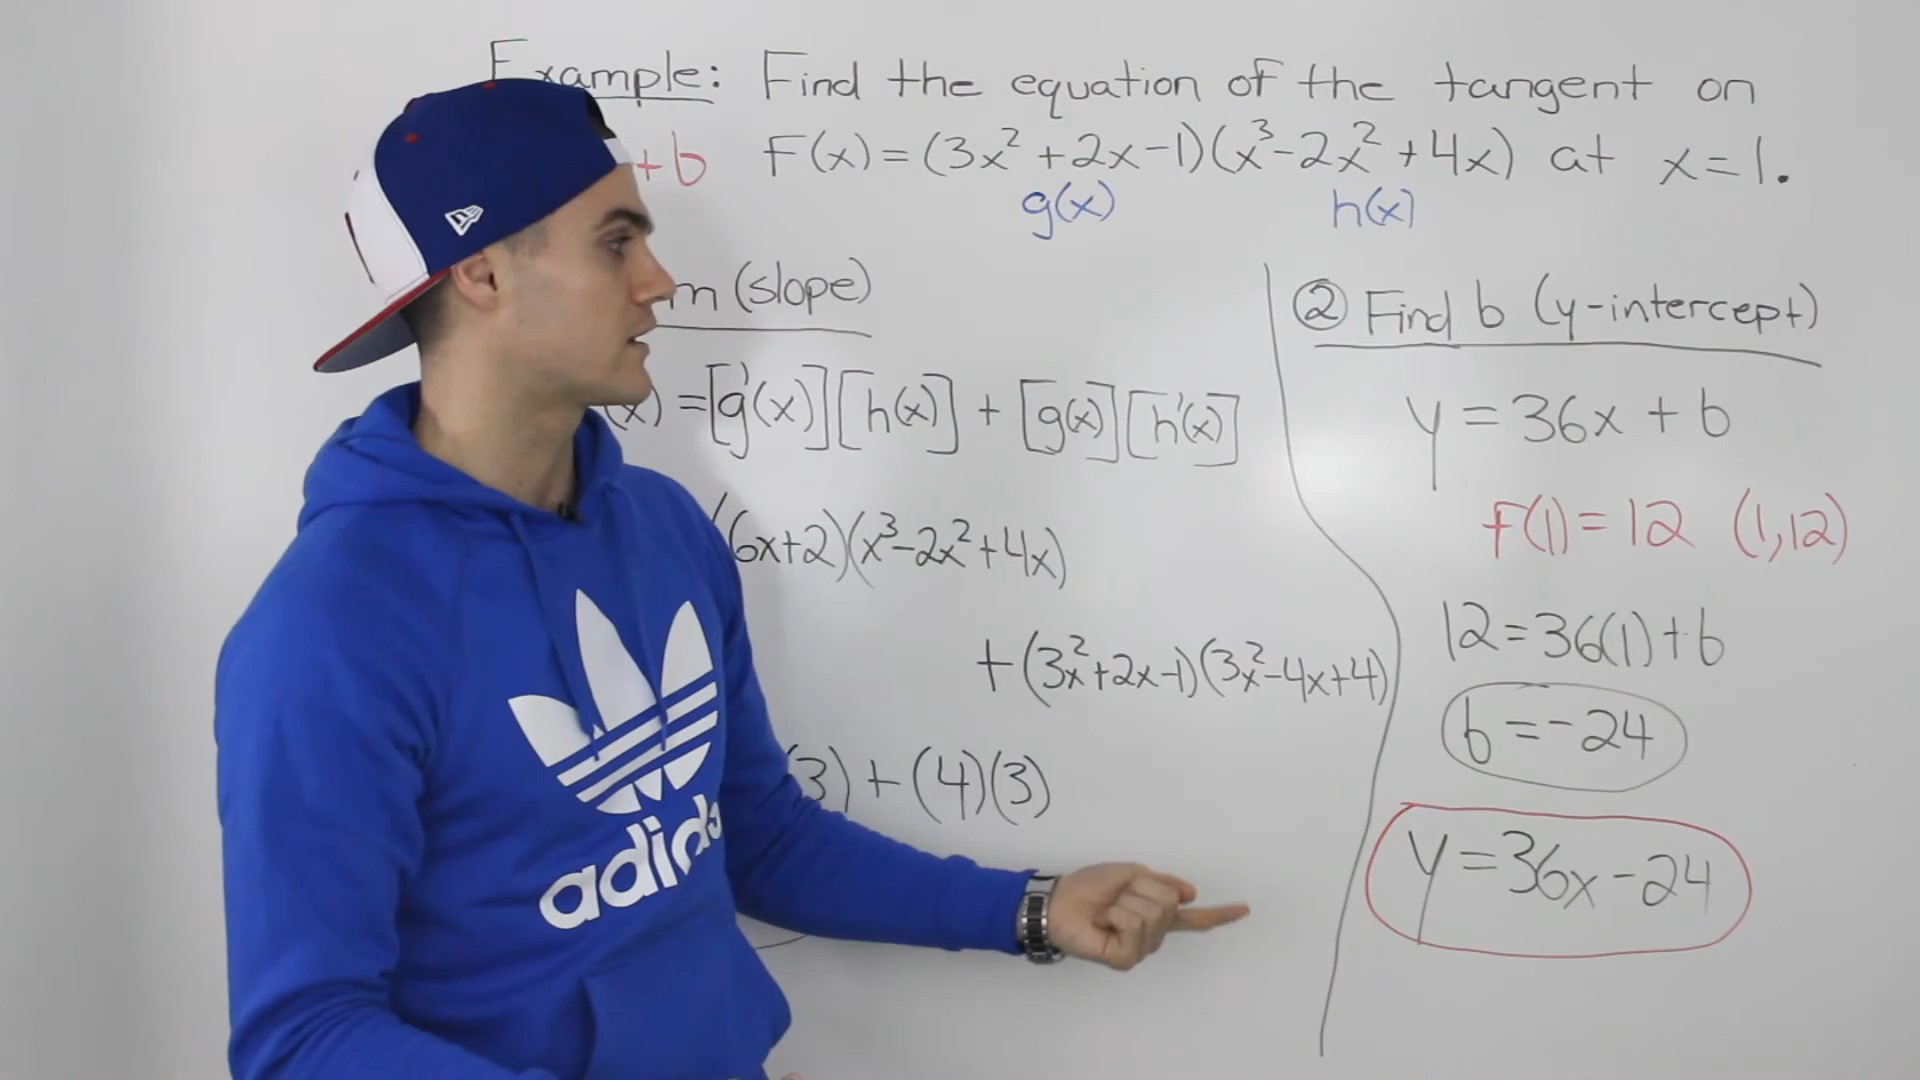 Example: Find the equation of the tangent on
+b F(x) = (3x² + 2x - 1)(x³ - 2x² + 4x) at x = 1.
g(x) h(x)
m (slope)
(x) = [g'(x)][h(x)] + [g(x)][h'(x)]
(6x+2)(x³-2x²+4x)
+ (3x²+2x-1)(3x²-4x+4)
(3) + (4)(3)
② Find b (y-intercept)
y = 36x + b
F(1) = 12 (1,12)
12 = 36(1) + b
b = -24
y = 36x - 24
adidas